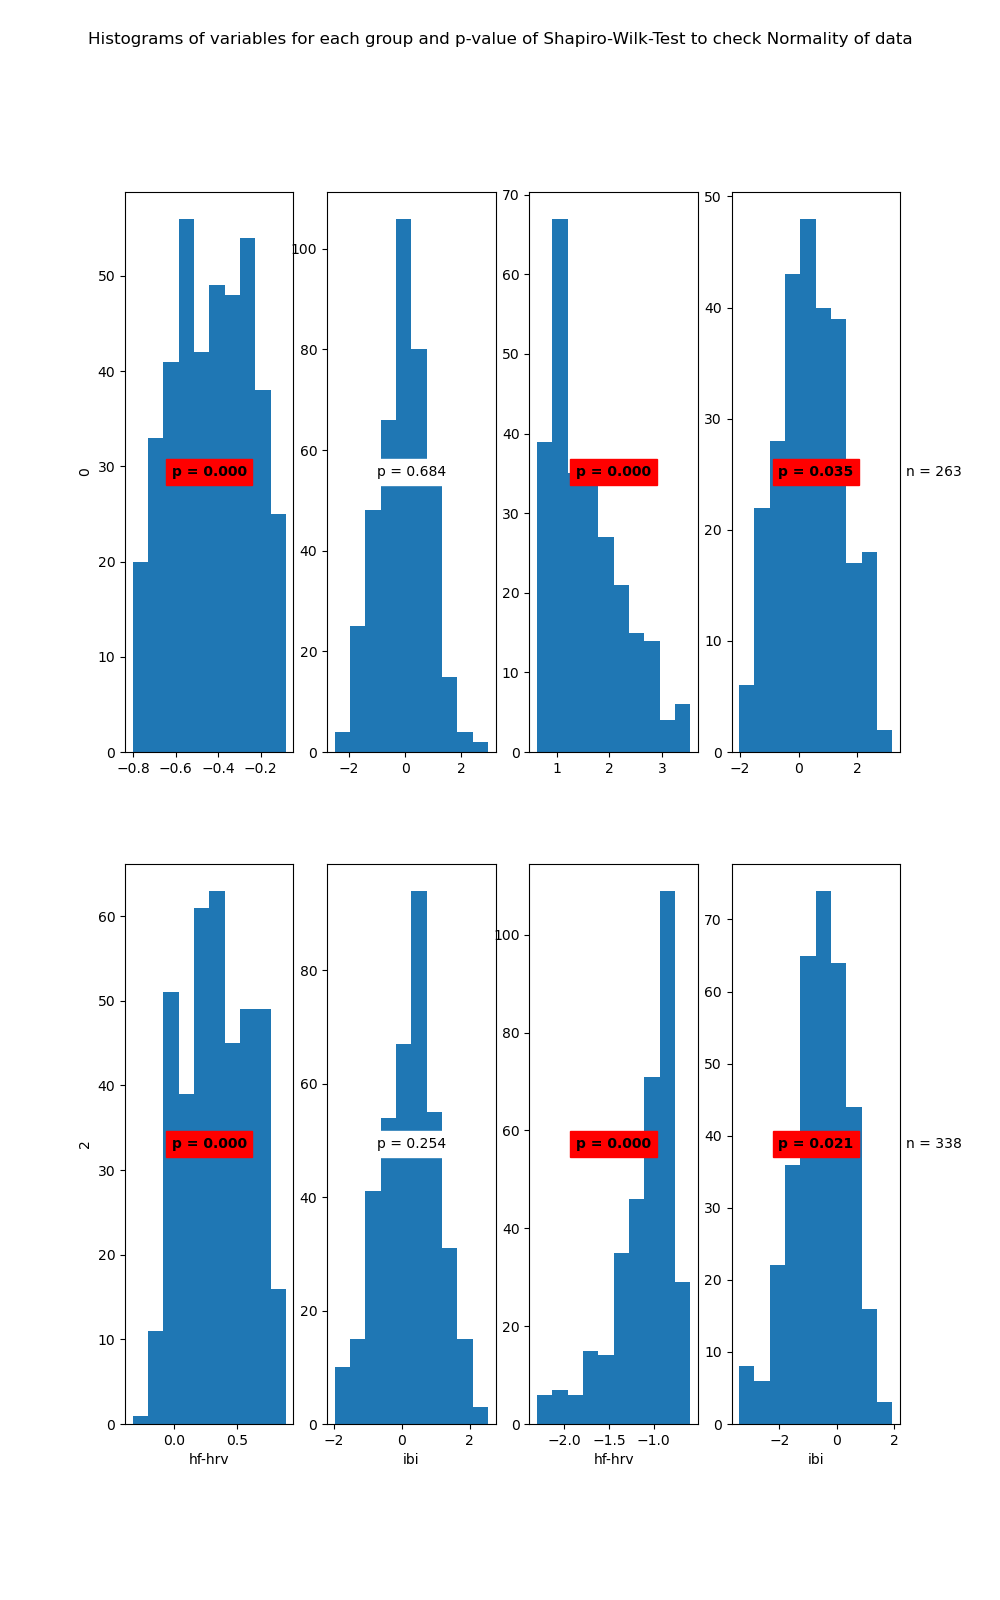 Histograms of variables for each group and p-value of Shapiro-Wilk-Test to check Normality of data
0
0 10 20 30 40 50
p = 0.000
−0.8 −0.6 −0.4 −0.2
0 20 40 60 80 100
p = 0.684
−2 0 2
0 10 20 30 40 50 60 70
p = 0.000
1 2 3
0 10 20 30 40 50
p = 0.035
−2 0 2
n = 263
2
0 10 20 30 40 50 60
p = 0.000
0.0 0.5
hf-hrv
0 20 40 60 80
p = 0.254
−2 0 2
ibi
0 20 40 60 80 100
p = 0.000
−2.0 −1.5 −1.0
hf-hrv
0 10 20 30 40 50 60 70
p = 0.021
−2 0 2
ibi
n = 338